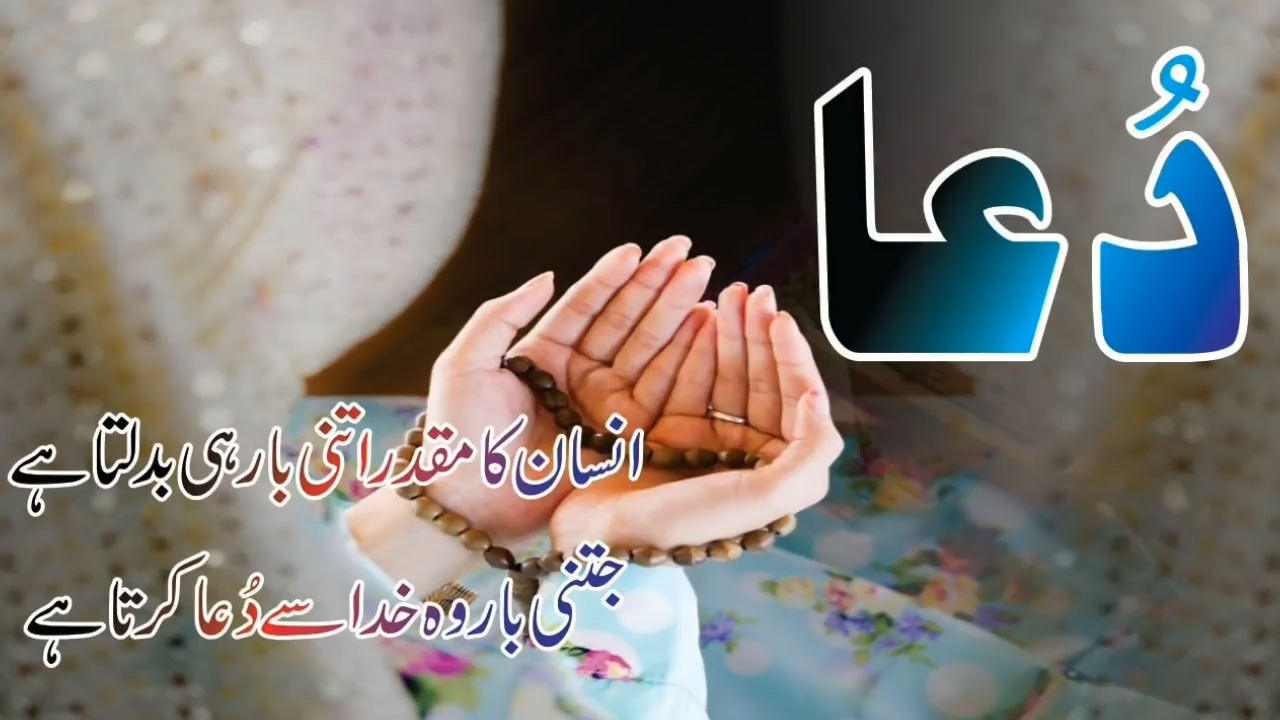 دُعا
انسان کا مقدر اتنی بار ہی بدلتا ہے
جتنی بار وہ خدا سے دُعا کرتا ہے